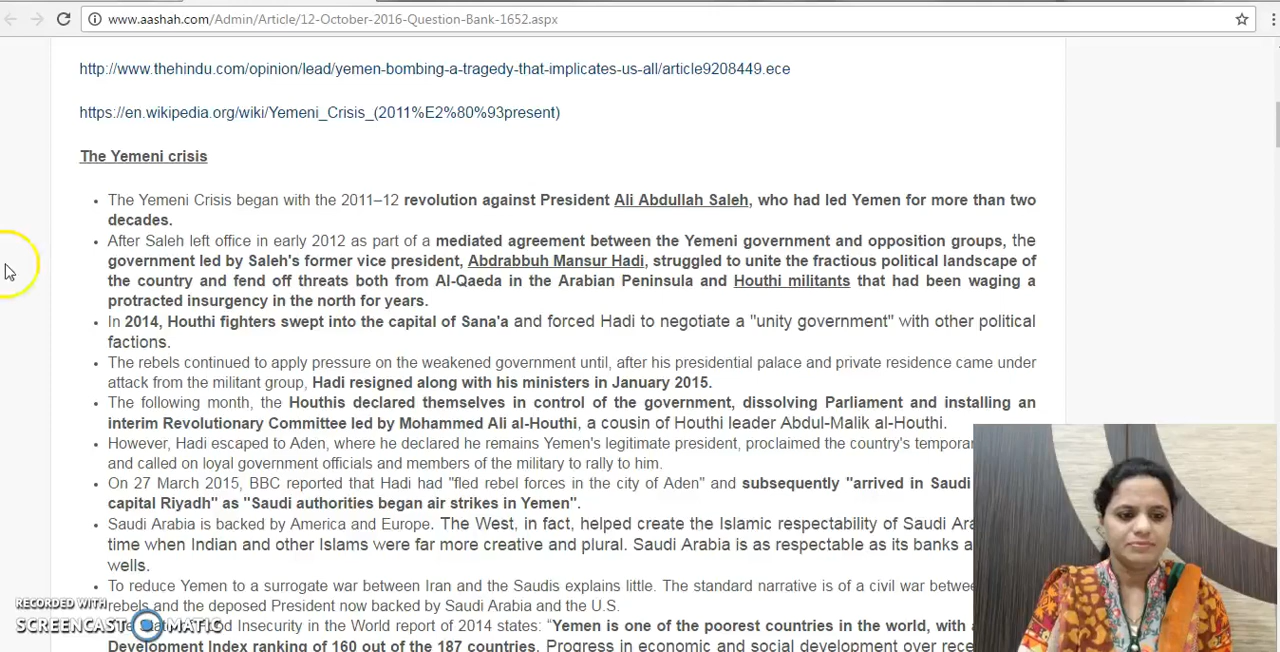 www.aashah.com/Admin/Article/12-October-2016-Question-Bank-1652.aspx
http://www.thehindu.com/opinion/lead/yemen-bombing-a-tragedy-that-implicates-us-all/article9208449.ece
https://en.wikipedia.org/wiki/Yemeni_Crisis_(2011%E2%80%93present)
The Yemeni crisis
• The Yemeni Crisis began with the 2011–12 revolution against President Ali Abdullah Saleh, who had led Yemen for more than two
decades.
• After Saleh left office in early 2012 as part of a mediated agreement between the Yemeni government and opposition groups, the
government led by Saleh's former vice president, Abdrabbuh Mansur Hadi, struggled to unite the fractious political landscape of
the country and fend off threats both from Al-Qaeda in the Arabian Peninsula and Houthi militants that had been waging a
protracted insurgency in the north for years.
• In 2014, Houthi fighters swept into the capital of Sana'a and forced Hadi to negotiate a "unity government" with other political
factions.
• The rebels continued to apply pressure on the weakened government until, after his presidential palace and private residence came under
attack from the militant group, Hadi resigned along with his ministers in January 2015.
• The following month, the Houthis declared themselves in control of the government, dissolving Parliament and installing an
interim Revolutionary Committee led by Mohammed Ali al-Houthi, a cousin of Houthi leader Abdul-Malik al-Houthi.
• However, Hadi escaped to Aden, where he declared he remains Yemen's legitimate president, proclaimed the country's
and called on loyal government officials and members of the military to rally to him.
• On 27 March 2015, BBC reported that Hadi had "fled rebel forces in the city of Aden" and subsequently "arrived in Saudi
capital Riyadh" as "Saudi authorities began air strikes in Yemen".
• Saudi Arabia is backed by America and Europe. The West, in fact, helped create the Islamic respectability of Saudi
time when Indian and other Islams were far more creative and plural. Saudi Arabia is as respectable as its banks
wells.
• To reduce Yemen to a surrogate war between Iran and the Saudis explains little. The standard narrative is of a civil war
rebels and the deposed President now backed by Saudi Arabia and the U.S.
Insecurity in the World report of 2014 states: "Yemen is one of the poorest countries in the world, with
Development Index ranking of 160 out of the 187 countries. Progress in economic and social development over
RECORDED WITH
SCREENCAST MATIC